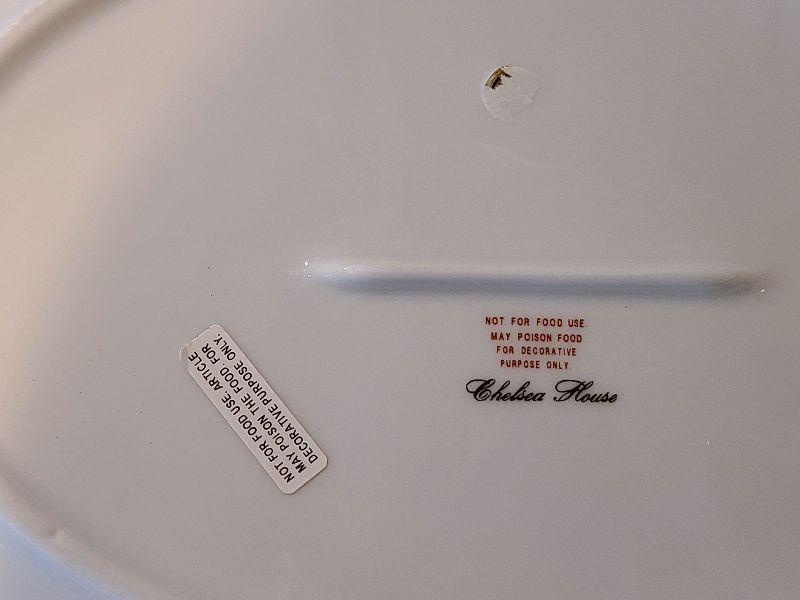 NOT FOR FOOD USE.
MAY POISON FOOD
FOR DECORATIVE
PURPOSE ONLY.
Chelsea House
NOT FOR FOOD USE ARTICLE
MAY POISON THE FOOD FOR
DECORATIVE PURPOSE ONLY.